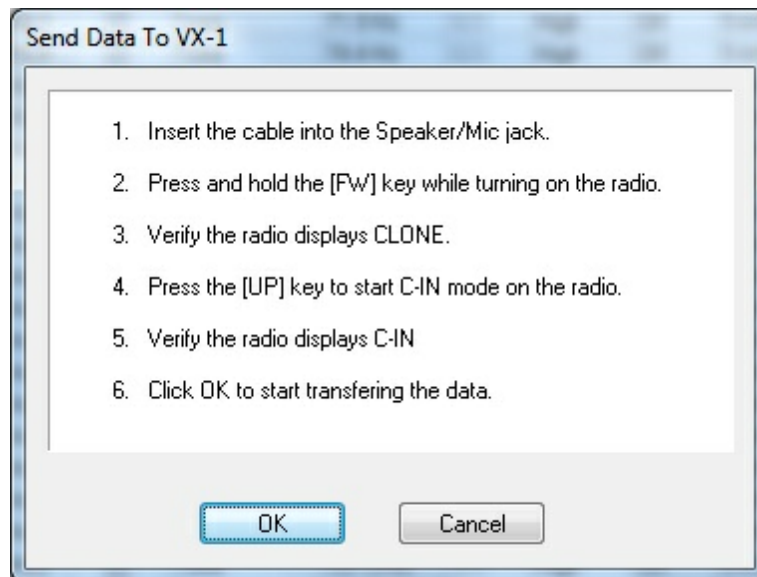 Send Data To VX-1
1. Insert the cable into the Speaker/Mic jack.
2. Press and hold the [FW] key while turning on the radio.
3. Verify the radio displays CLONE.
4. Press the [UP] key to start C-IN mode on the radio.
5. Verify the radio displays C-IN
6. Click OK to start transfering the data.
OK
Cancel